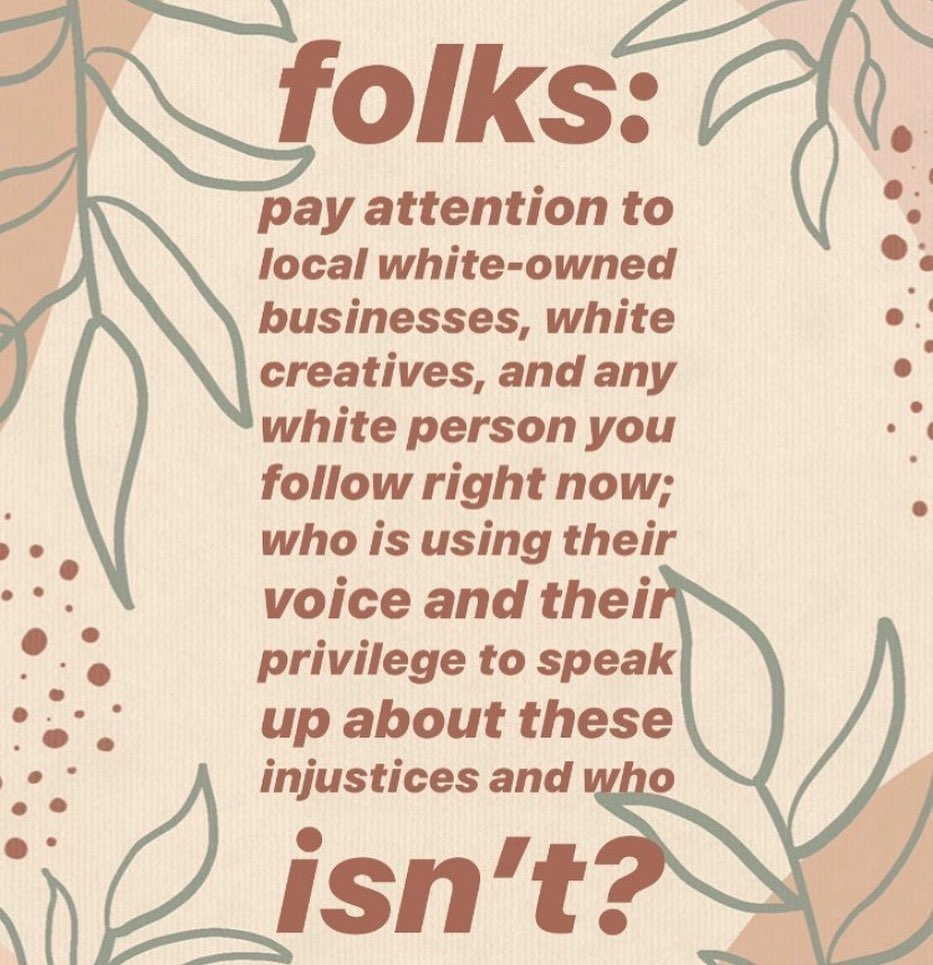 folks:
pay attention to
local white-owned
businesses, white
creatives, and any
white person you
follow right now;
who is using their
voice and their
privilege to speak
up about these
injustices and who
isn’t?